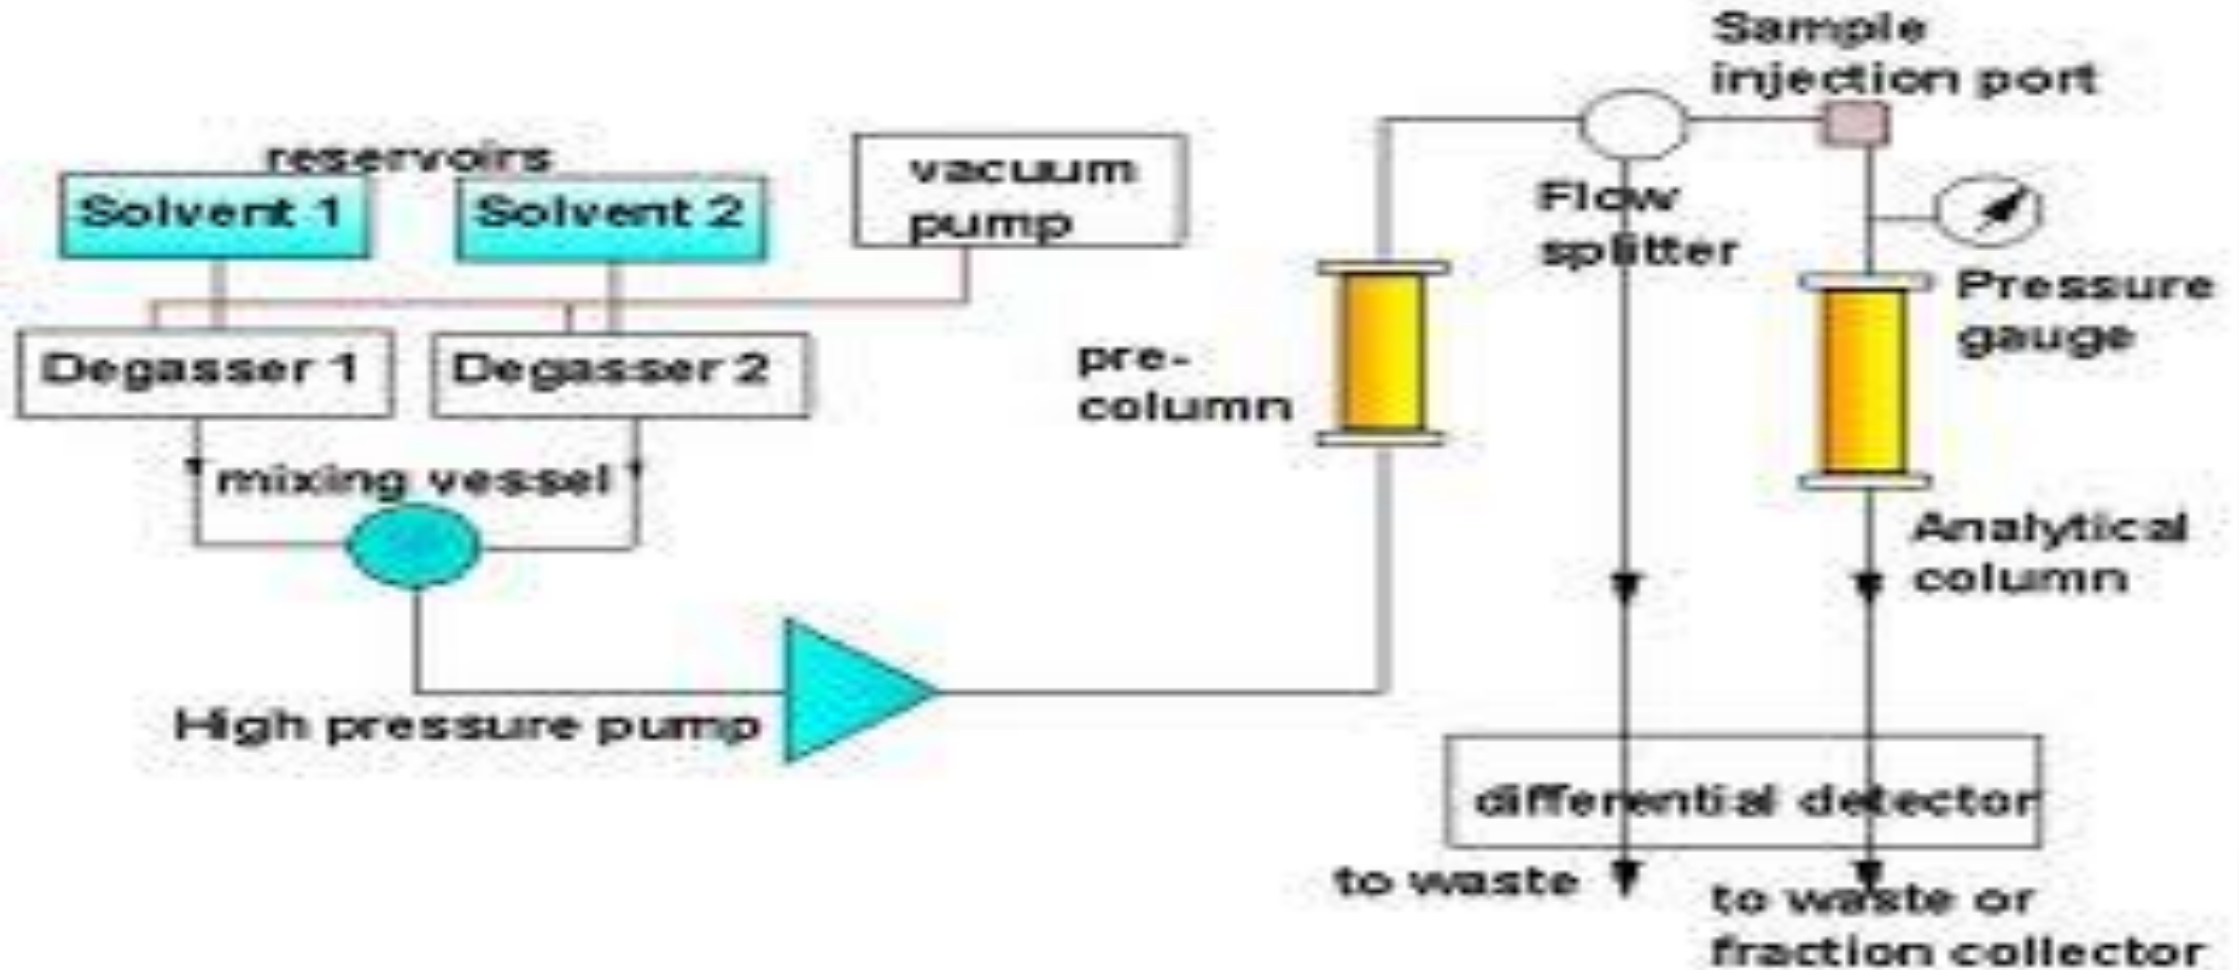 reservoirs
Solvent 1
Solvent 2
vacuum
pump
Degasser 1
Degasser 2
mixing vessel
High pressure pump
pre-
column
Sample
injection port
Flow
splitter
Pressure
gauge
Analytical
column
differential detector
to waste
to waste or
fraction collector